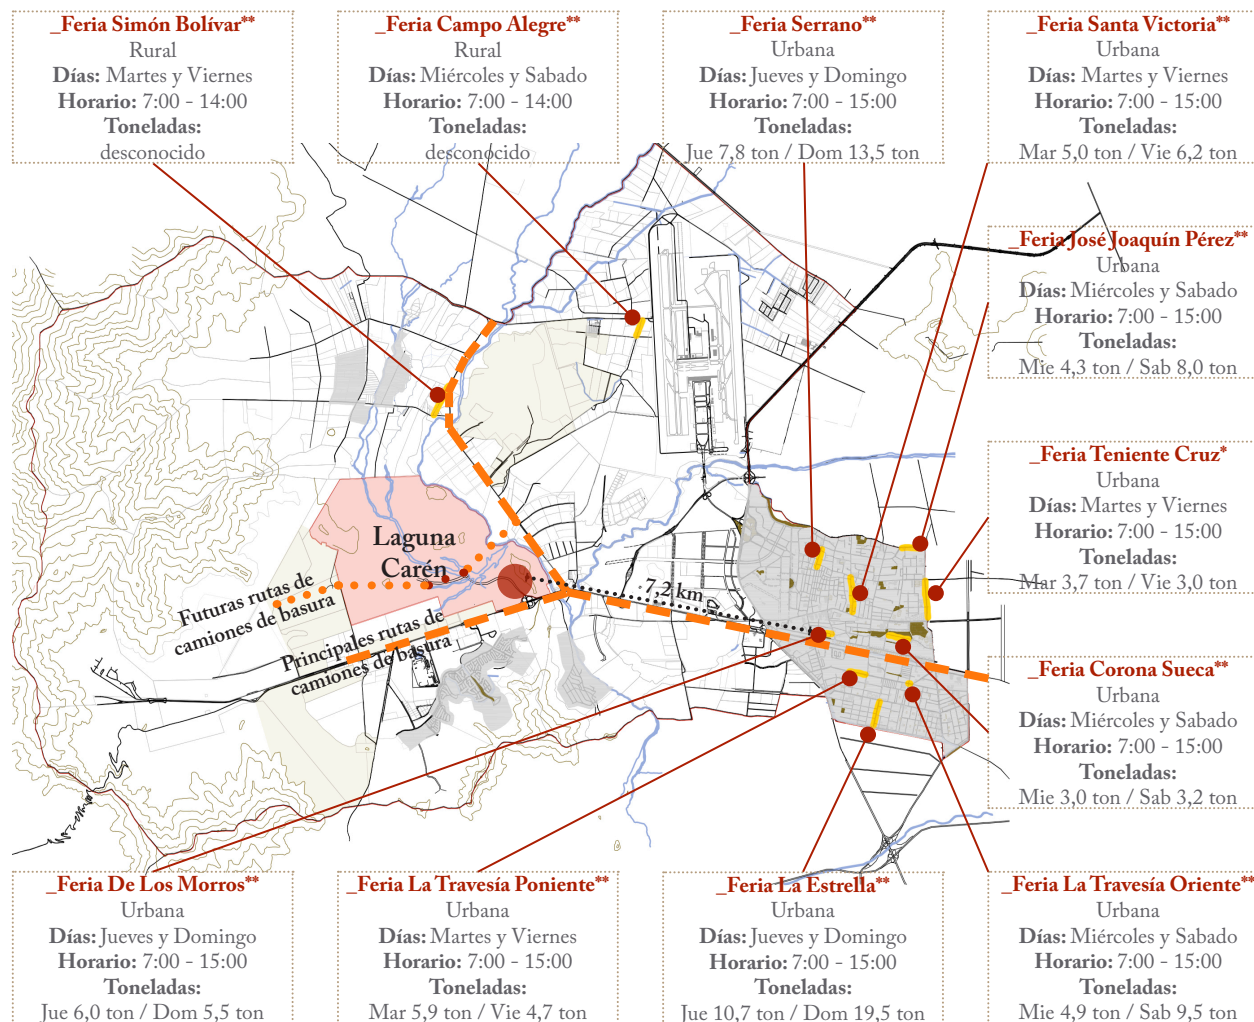 _Feria Simón Bolívar**
Rural
Días: Martes y Viernes
Horario: 7:00 - 14:00
Toneladas:
desconocido
_Feria Campo Alegre**
Rural
Días: Miércoles y Sabado
Horario: 7:00 - 14:00
Toneladas:
desconocido
_Feria Serrano**
Urbana
Días: Jueves y Domingo
Horario: 7:00 - 15:00
Toneladas:
Jue 7,8 ton / Dom 13,5 ton
_Feria Santa Victoria**
Urbana
Días: Martes y Viernes
Horario: 7:00 - 15:00
Toneladas:
Mar 5,0 ton / Vie 6,2 ton
_Feria José Joaquín Pérez**
Urbana
Días: Miércoles y Sabado
Horario: 7:00 - 15:00
Toneladas:
Mie 4,3 ton / Sab 8,0 ton
_Feria Teniente Cruz*
Urbana
Días: Martes y Viernes
Horario: 7:00 - 15:00
Toneladas:
Mar 3,7 ton / Vie 3,0 ton
Laguna
Carén
7,2 km
Futuras rutas de
camiones de basura
Principales rutas de
camiones de basura
_Feria Corona Sueca**
Urbana
Días: Miércoles y Sabado
Horario: 7:00 - 15:00
Toneladas:
Mie 3,0 ton / Sab 3,2 ton
_Feria De Los Morros**
Urbana
Días: Jueves y Domingo
Horario: 7:00 - 15:00
Toneladas:
Jue 6,0 ton / Dom 5,5 ton
_Feria La Travesía Poniente**
Urbana
Días: Martes y Viernes
Horario: 7:00 - 15:00
Toneladas:
Mar 5,9 ton / Vie 4,7 ton
_Feria La Estrella**
Urbana
Días: Jueves y Domingo
Horario: 7:00 - 15:00
Toneladas:
Jue 10,7 ton / Dom 19,5 ton
_Feria La Travesía Oriente**
Urbana
Días: Miércoles y Sabado
Horario: 7:00 - 15:00
Toneladas:
Mie 4,9 ton / Sab 9,5 ton